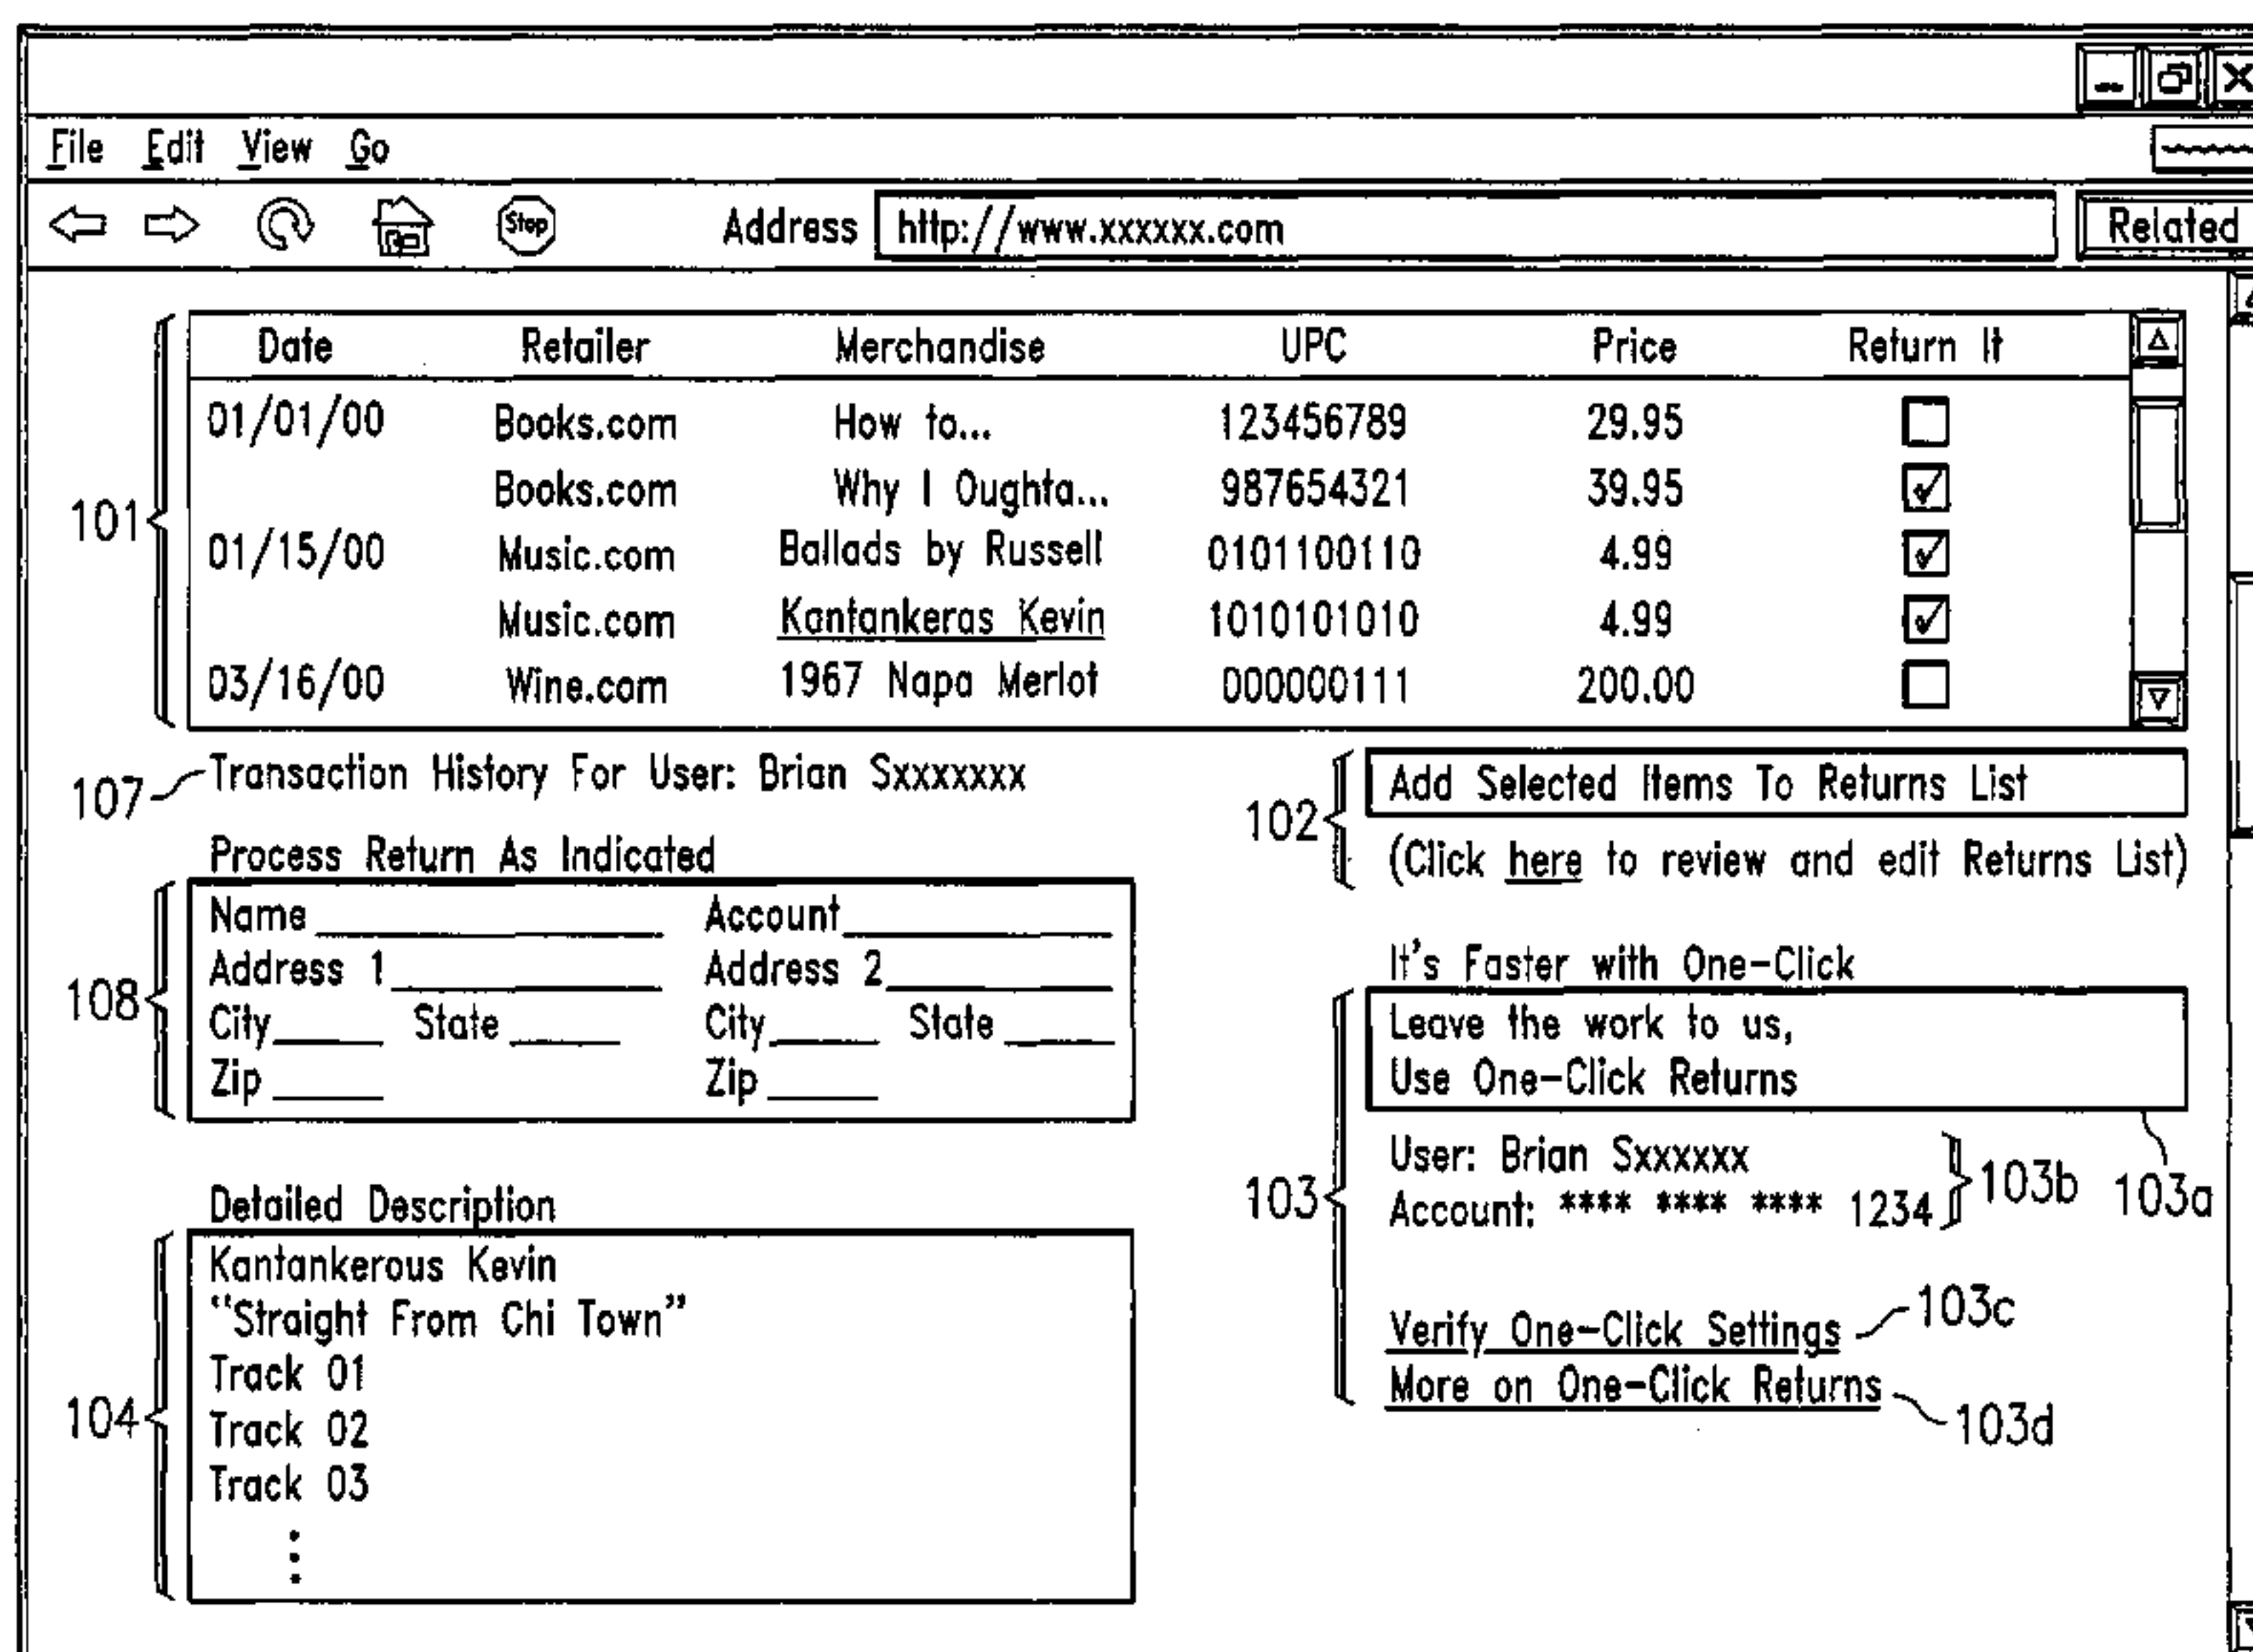 File Edit View Go
Stop Address http://www.xxxxxx.com Related
Date Retailer Merchandise UPC Price Return It
01/01/00 Books.com How to... 123456789 29.95
Books.com Why I Oughta... 987654321 39.95
101
01/15/00 Music.com Ballads by Russell 0101100110 4.99
Music.com Kantankeras Kevin 1010101010 4.99
03/16/00 Wine.com 1967 Napa Merlot 000000111 200.00
107 Transaction History For User: Brian Sxxxxxxx
102 Add Selected Items To Returns List
(Click here to review and edit Returns List)
Process Return As Indicated
108
Name Account
Address 1 Address 2
City State City State
Zip Zip
It's Faster with One-Click
103
Leave the work to us,
Use One-Click Returns
103a
User: Brian Sxxxxxx
Account: **** **** **** 1234
103b
Verify One-Click Settings 103c
More on One-Click Returns 103d
Detailed Description
104
Kantankerous Kevin
"Straight From Chi Town"
Track 01
Track 02
Track 03